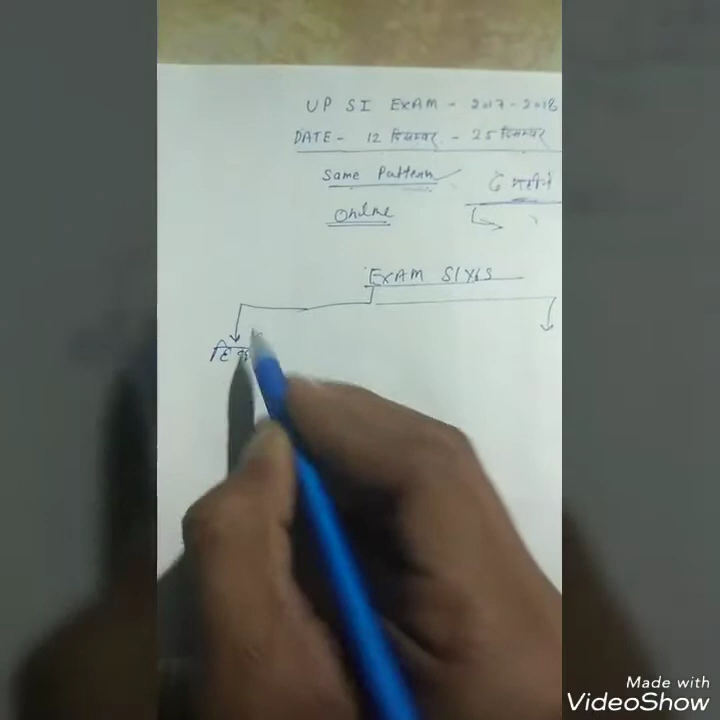 UP SI EXAM - 2017-2018
DATE - 12 दिसम्बर - 25 दिसम्बर
Same Pattern
6 महीने
Online
EXAM
Made with
VideoShow